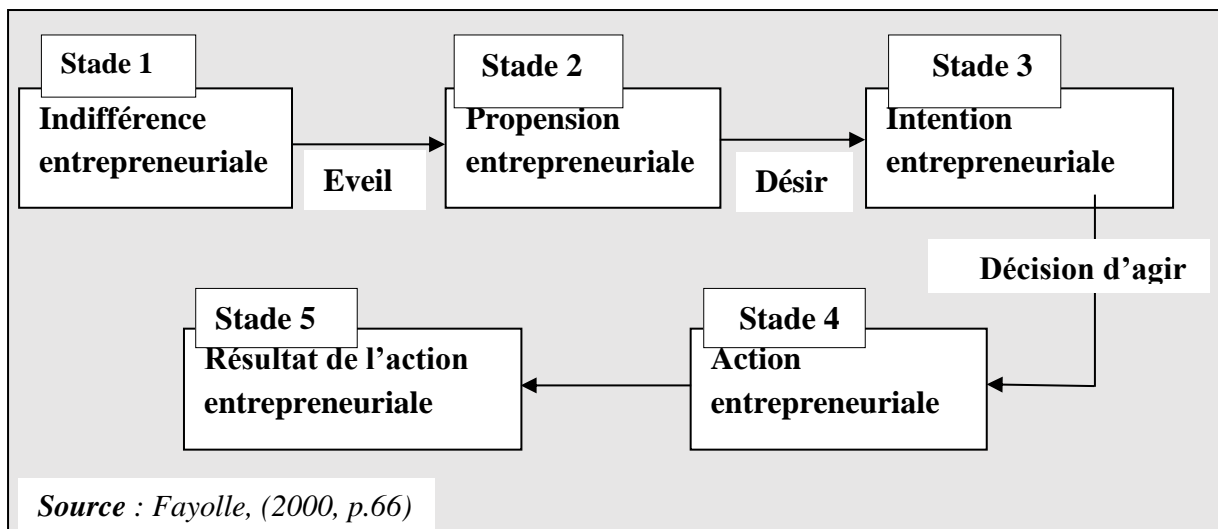 Stade 1
Indifférence
entrepreneuriale
Eveil
Stade 2
Propension
entrepreneuriale
Désir
Stade 3
Intention
entrepreneuriale
Décision d’agir
Stade 4
Action
entrepreneuriale
Stade 5
Résultat de l’action
entrepreneuriale
Source : Fayolle, (2000, p.66)